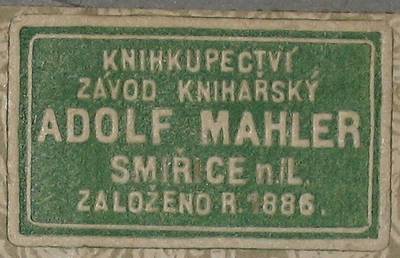 KNIHKUPECTVÍ
ZÁVOD KNIHAŘSKÝ
ADOLF MAHLER
SMIŘICE n./L.
ZALOŽENO R. 1886.